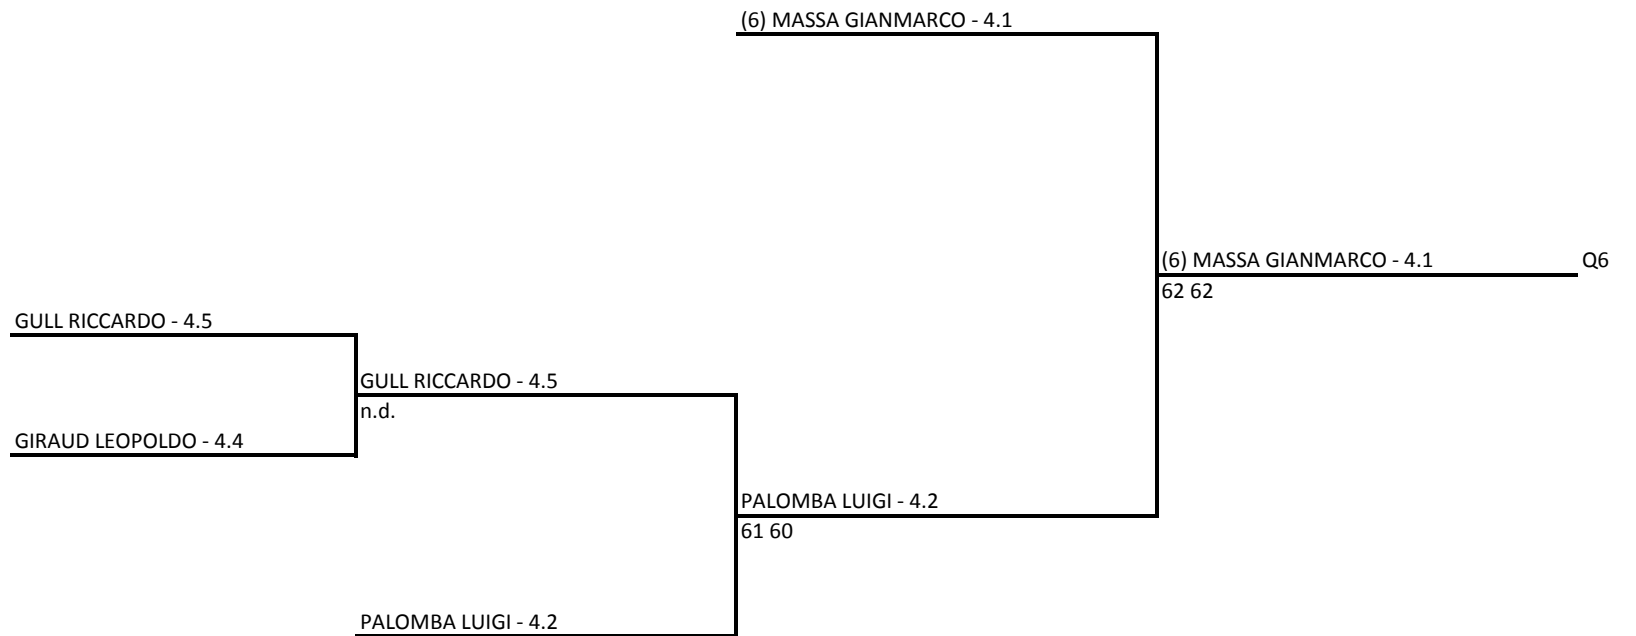 (6) MASSA GIANMARCO - 4.1
(6) MASSA GIANMARCO - 4.1 Q6
62 62
GULL RICCARDO - 4.5
GULL RICCARDO - 4.5
n.d.
GIRAUD LEOPOLDO - 4.4
PALOMBA LUIGI - 4.2
61 60
PALOMBA LUIGI - 4.2